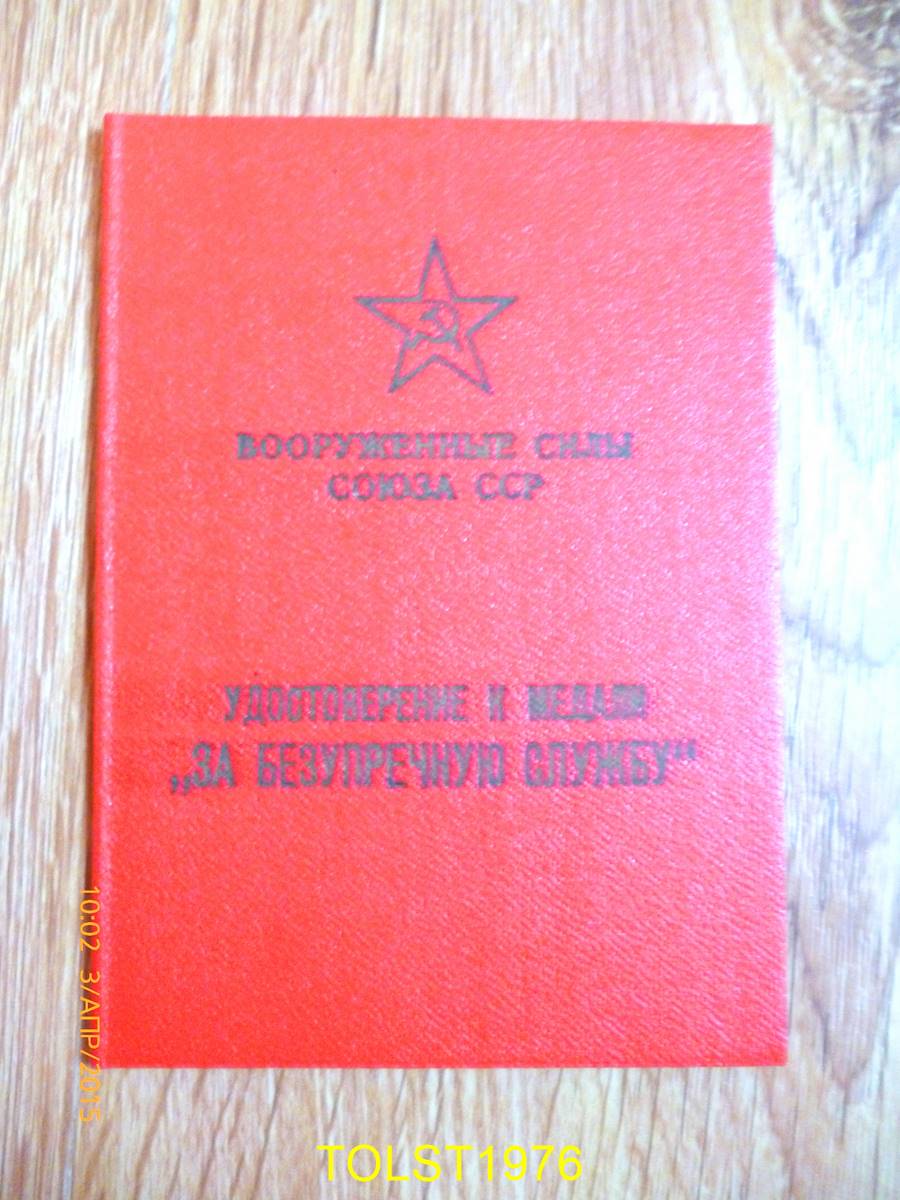 ВООРУЖЕННЫЕ СИЛЫ
СОЮЗА ССР
УДОСТОВЕРЕНИЕ К МЕДАЛИ
„ЗА БЕЗУПРЕЧНУЮ СЛУЖБУ“
10:02 3/АПР/2015
TOLST1976